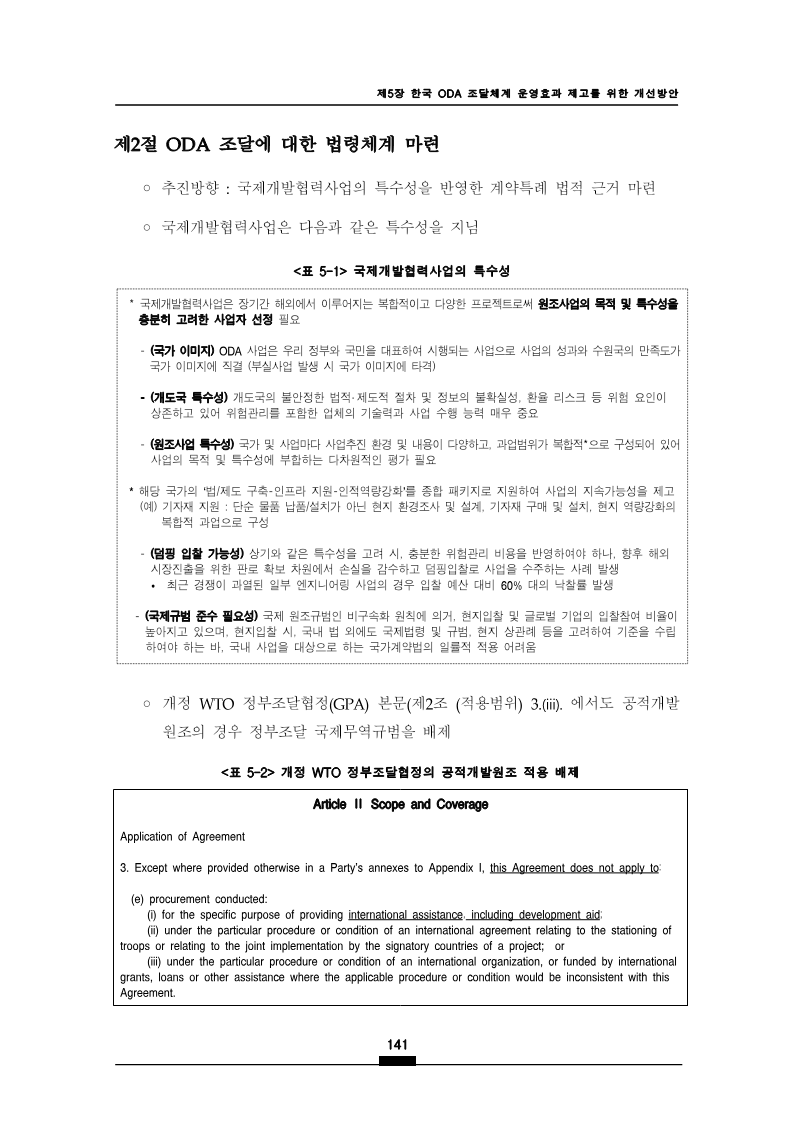 제5장 한국 ODA 조달체계 운영효과 제고를 위한 개선방안
제2절 ODA 조달에 대한 법령체계 마련
○ 추진방향 : 국제개발협력사업의 특수성을 반영한 계약특례 법적 근거 마련
○ 국제개발협력사업은 다음과 같은 특수성을 지님
<표 5-1> 국제개발협력사업의 특수성
* 국제개발협력사업은 장기간 해외에서 이루어지는 복합적이고 다양한 프로젝트로써 원조사업의 목적 및 특수성을
충분히 고려한 사업자 선정 필요
- (국가 이미지) ODA 사업은 우리 정부와 국민을 대표하여 시행되는 사업으로 사업의 성과와 수원국의 만족도가
국가 이미지에 직결 (부실사업 발생 시 국가 이미지에 타격)
- (개도국 특수성) 개도국의 불안정한 법적·제도적 절차 및 정보의 불확실성, 환율 리스크 등 위험 요인이
상존하고 있어 위험관리를 포함한 업체의 기술력과 사업 수행 능력 매우 중요
- (원조사업 특수성) 국가 및 사업마다 사업추진 환경 및 내용이 다양하고, 과업범위가 복합적*으로 구성되어 있어
사업의 목적 및 특수성에 부합하는 다차원적인 평가 필요
* 해당 국가의 '법/제도 구축-인프라 지원-인적역량강화'를 종합 패키지로 지원하여 사업의 지속가능성을 제고
(예) 기자재 지원 : 단순 물품 납품/설치가 아닌 현지 환경조사 및 설계, 기자재 구매 및 설치, 현지 역량강화의
복합적 과업으로 구성
- (덤핑 입찰 가능성) 상기와 같은 특수성을 고려 시, 충분한 위험관리 비용을 반영하여야 하나, 향후 해외
시장진출을 위한 판로 확보 차원에서 손실을 감수하고 덤핑입찰로 사업을 수주하는 사례 발생
• 최근 경쟁이 과열된 일부 엔지니어링 사업의 경우 입찰 예산 대비 60% 대의 낙찰률 발생
- (국제규범 준수 필요성) 국제 원조규범인 비구속화 원칙에 의거, 현지입찰 및 글로벌 기업의 입찰참여 비율이
높아지고 있으며, 현지입찰 시, 국내 법 외에도 국제법령 및 규범, 현지 상관례 등을 고려하여 기준을 수립
하여야 하는 바, 국내 사업을 대상으로 하는 국가계약법의 일률적 적용 어려움
○ 개정 WTO 정부조달협정(GPA) 본문(제2조 (적용범위) 3.(iii). 에서도 공적개발
원조의 경우 정부조달 국제무역규범을 배제
<표 5-2> 개정 WTO 정부조달협정의 공적개발원조 적용 배제
Article Ⅱ Scope and Coverage
Application of Agreement
3. Except where provided otherwise in a Party's annexes to Appendix I, this Agreement does not apply to:
(e) procurement conducted:
(i) for the specific purpose of providing international assistance, including development aid;
(ii) under the particular procedure or condition of an international agreement relating to the stationing of
troops or relating to the joint implementation by the signatory countries of a project; or
(iii) under the particular procedure or condition of an international organization, or funded by international
grants, loans or other assistance where the applicable procedure or condition would be inconsistent with this
Agreement.
141